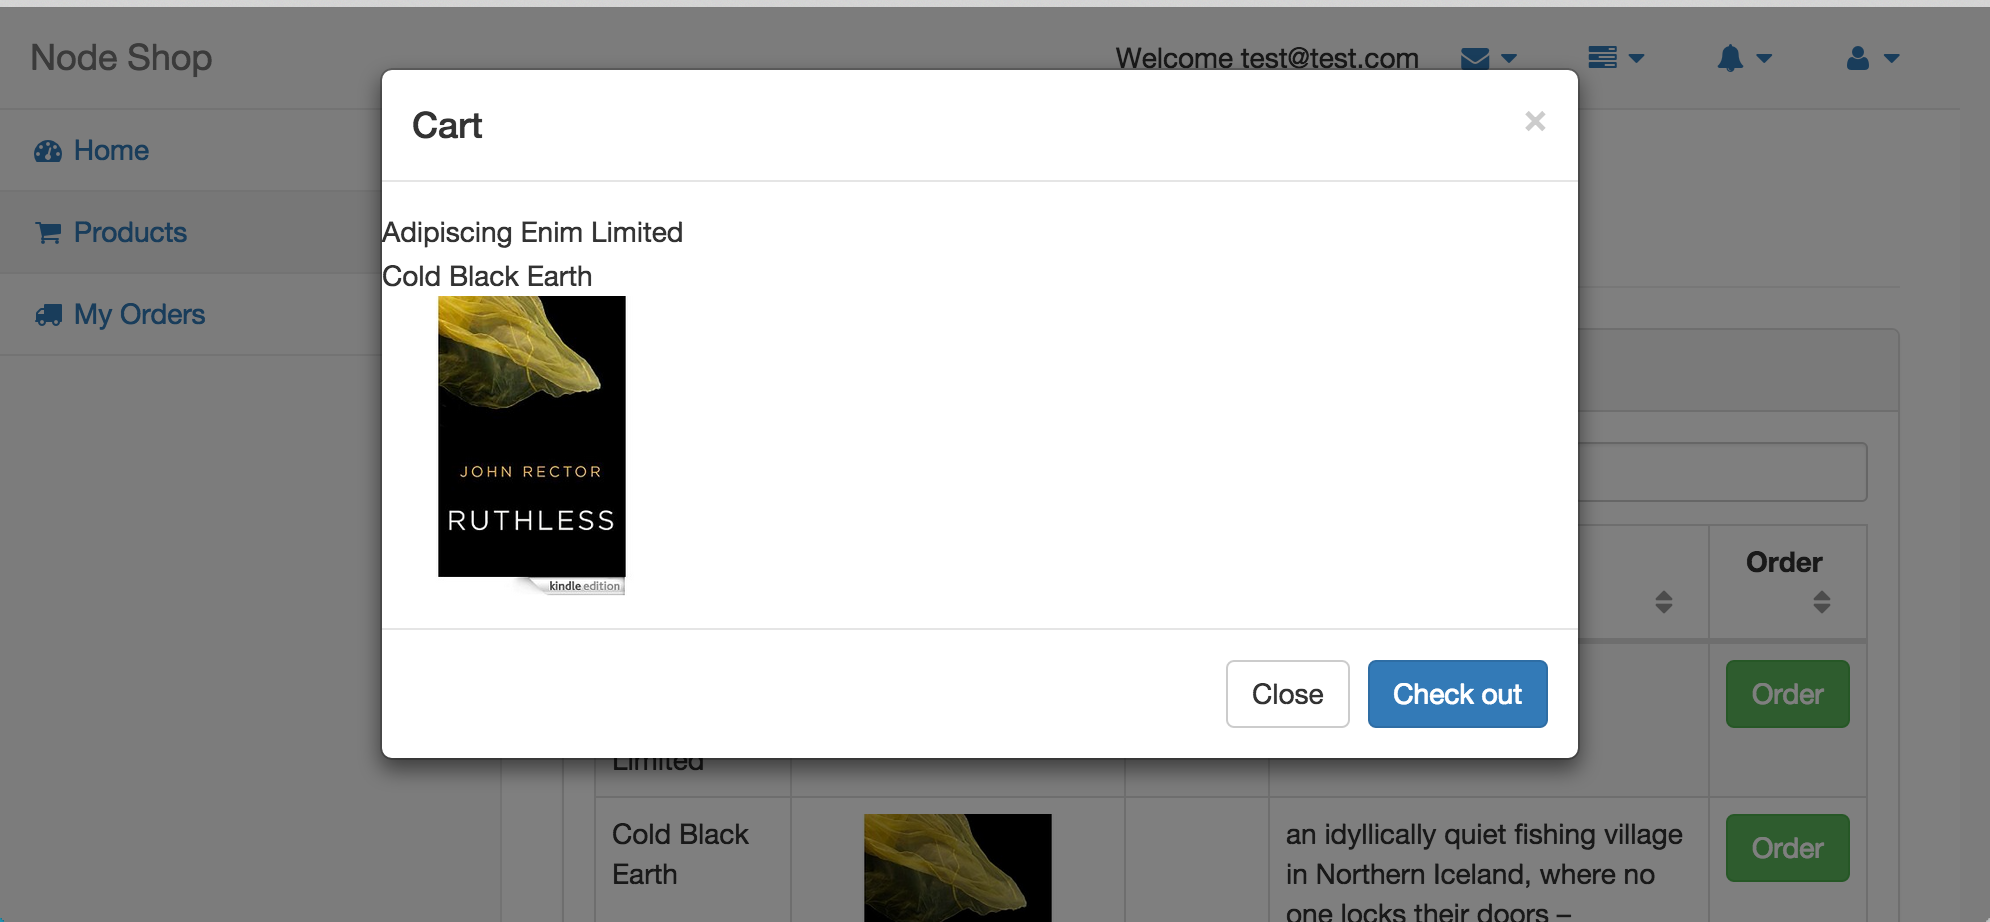 Node Shop
Welcome test@test.com
Home
Products
My Orders
Cart
×
Adipiscing Enim Limited
Cold Black Earth
JOHN RECTOR
RUTHLESS
kindle edition
Close
Check out
Order
Order
Limited
Cold Black
Earth
an idyllically quiet fishing village
in Northern Iceland, where no
one locks their doors –
Order